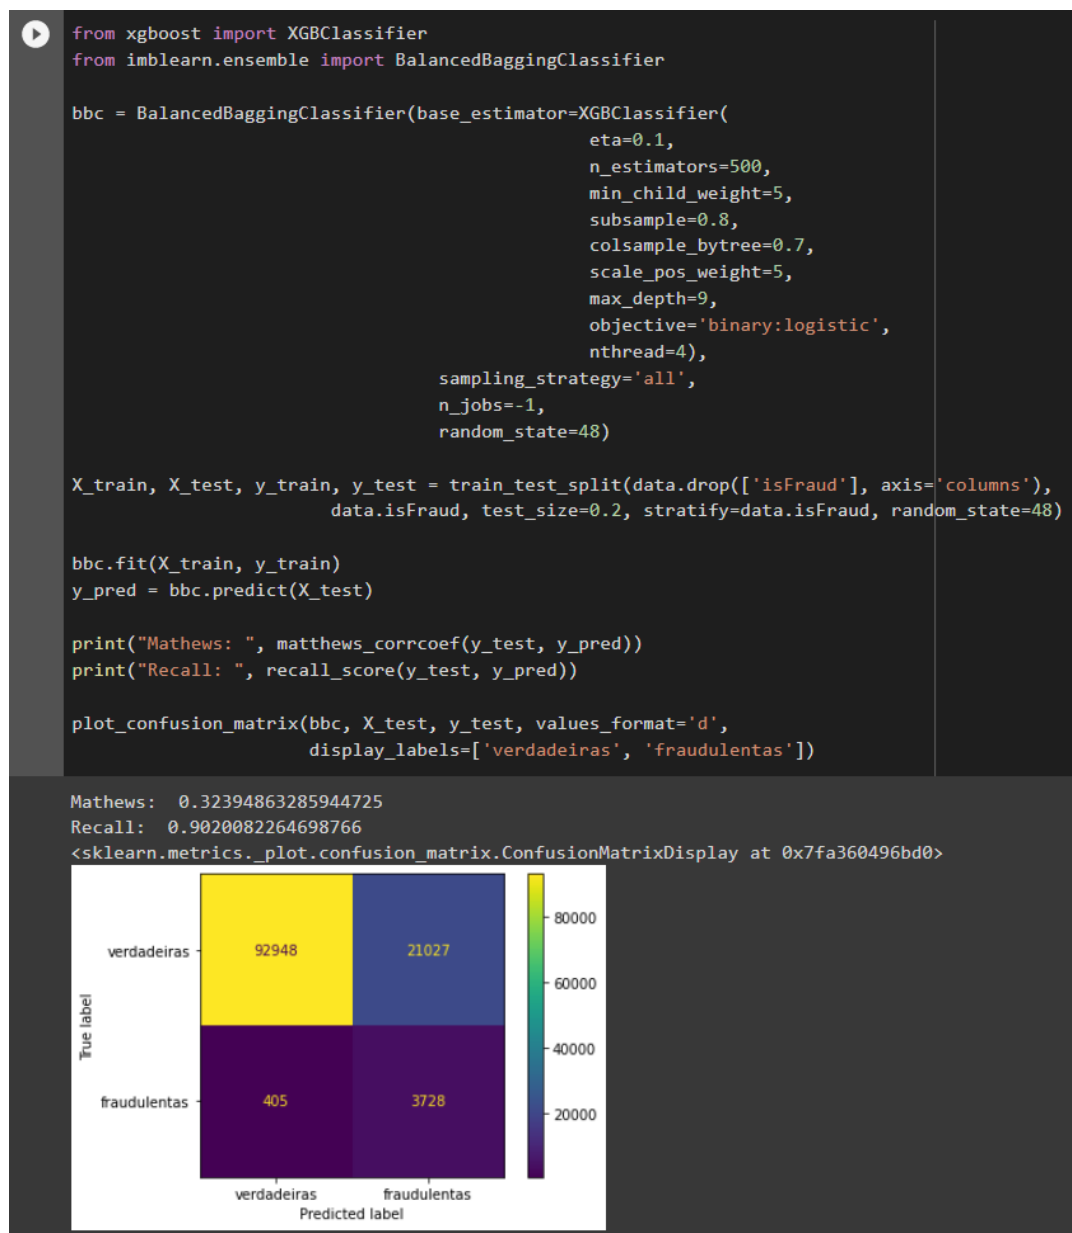 from xgboost import XGBClassifier
from imblearn.ensemble import BalancedBaggingClassifier
bbc = BalancedBaggingClassifier(base_estimator=XGBClassifier(
eta=0.1,
n_estimators=500,
min_child_weight=5,
subsample=0.8,
colsample_bytree=0.7,
scale_pos_weight=5,
max_depth=9,
objective='binary:logistic',
nthread=4),
sampling_strategy='all',
n_jobs=-1,
random_state=48)
X_train, X_test, y_train, y_test = train_test_split(data.drop(['isFraud'], axis='columns'),
data.isFraud, test_size=0.2, stratify=data.isFraud, random_state=48)
bbc.fit(X_train, y_train)
y_pred = bbc.predict(X_test)
print("Mathews: ", matthews_corrcoef(y_test, y_pred))
print("Recall: ", recall_score(y_test, y_pred))
plot_confusion_matrix(bbc, X_test, y_test, values_format='d',
display_labels=['verdadeiras', 'fraudulentas'])
Mathews:  0.32394863285944725
Recall:  0.9020082264698766
<sklearn.metrics._plot.confusion_matrix.ConfusionMatrixDisplay at 0x7fa360496bd0>
True label
verdadeiras
92948
21027
fraudulentas
405
3728
verdadeiras
fraudulentas
Predicted label
80000
60000
40000
20000